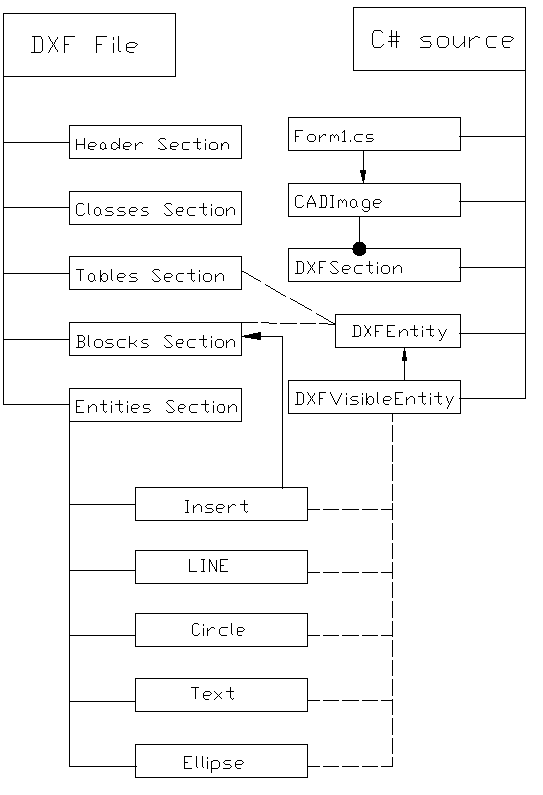 DXF File
C# source
Header Section
Form1.cs
Classes Section
CADImage
Tables Section
DXFSection
Bloscks Section
DXFEntity
Entities Section
DXFVisibleEntity
Insert
LINE
Circle
Text
Ellipse